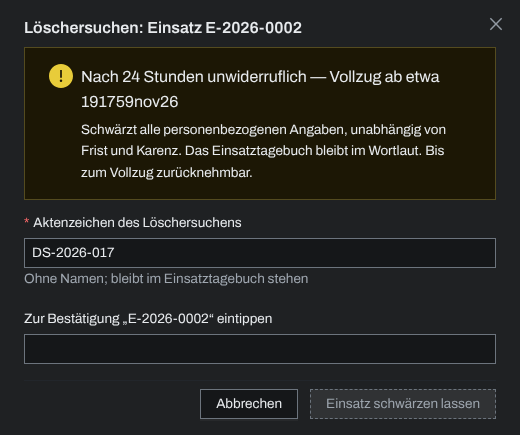 Löschersuchen: Einsatz E-2026-0002
! Nach 24 Stunden unwiderruflich — Vollzug ab etwa
191759nov26
Schwärzt alle personenbezogenen Angaben, unabhängig von
Frist und Karenz. Das Einsatztagebuch bleibt im Wortlaut. Bis
zum Vollzug zurücknehmbar.
* Aktenzeichen des Löschersuchens
DS-2026-017
Ohne Namen; bleibt im Einsatztagebuch stehen
Zur Bestätigung „E-2026-0002“ eintippen
Abbrechen
Einsatz schwärzen lassen